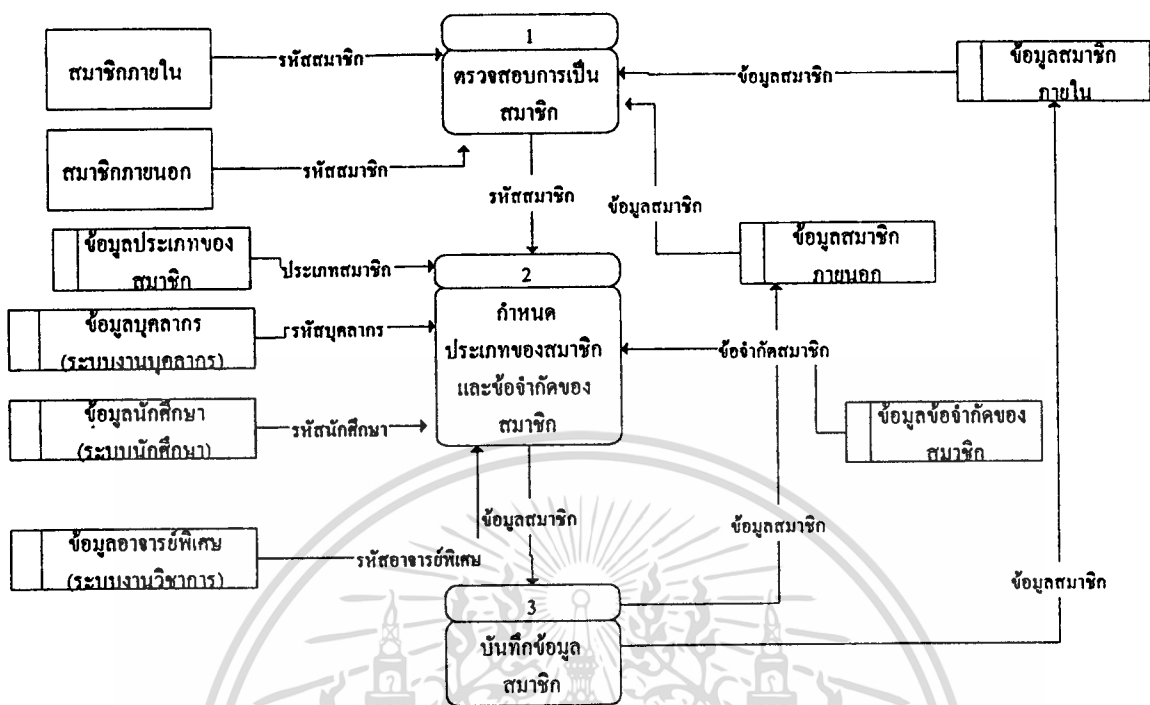 1
สมาชิกภายใน
รหัสสมาชิก
ตรวจสอบการเป็น
สมาชิก
ข้อมูลสมาชิก
ข้อมูลสมาชิก
ภายใน
สมาชิกภายนอก
รหัสสมาชิก
รหัสสมาชิก
ข้อมูลสมาชิก
ข้อมูลประเภทของ
สมาชิก
ประเภทสมาชิก
2
ข้อมูลสมาชิก
ภายนอก
ข้อมูลบุคลากร
(ระบบงานบุคลากร)
รหัสบุคลากร
กำหนด
ประเภทของสมาชิก
และข้อจำกัดของ
สมาชิก
ข้อจำกัดสมาชิก
ข้อมูลนักศึกษา
(ระบบนักศึกษา)
รหัสนักศึกษา
ข้อมูลข้อจำกัดของ
สมาชิก
ข้อมูลสมาชิก
ข้อมูลสมาชิก
ข้อมูลอาจารย์พิเศษ
(ระบบงานวิชาการ)
รหัสอาจารย์พิเศษ
ข้อมูลสมาชิก
3
บันทึกข้อมูล
สมาชิก